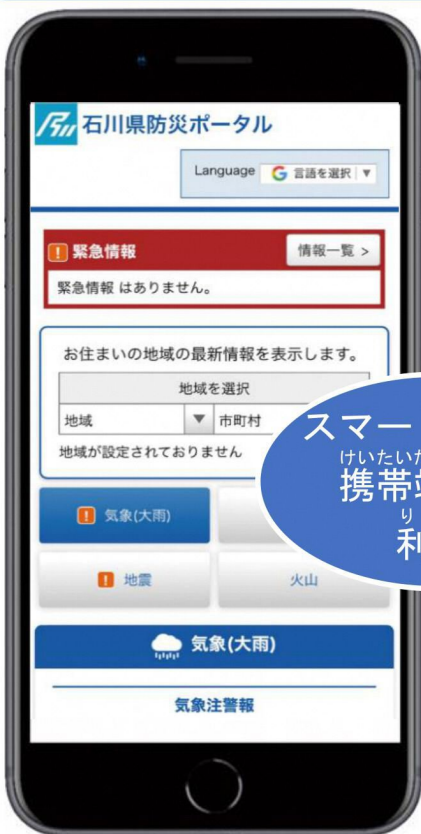 石川県防災ポータル
Language G 言語を選択 ▼
! 緊急情報
情報一覧 >
緊急情報 はありません。
お住まいの地域の最新情報を表示します。
地域を選択
地域 ▼ 市町村
地域が設定されておりません
! 気象(大雨)
! 地震
火山
気象(大雨)
気象注警報
スマー
けいたい
携帯
り
利